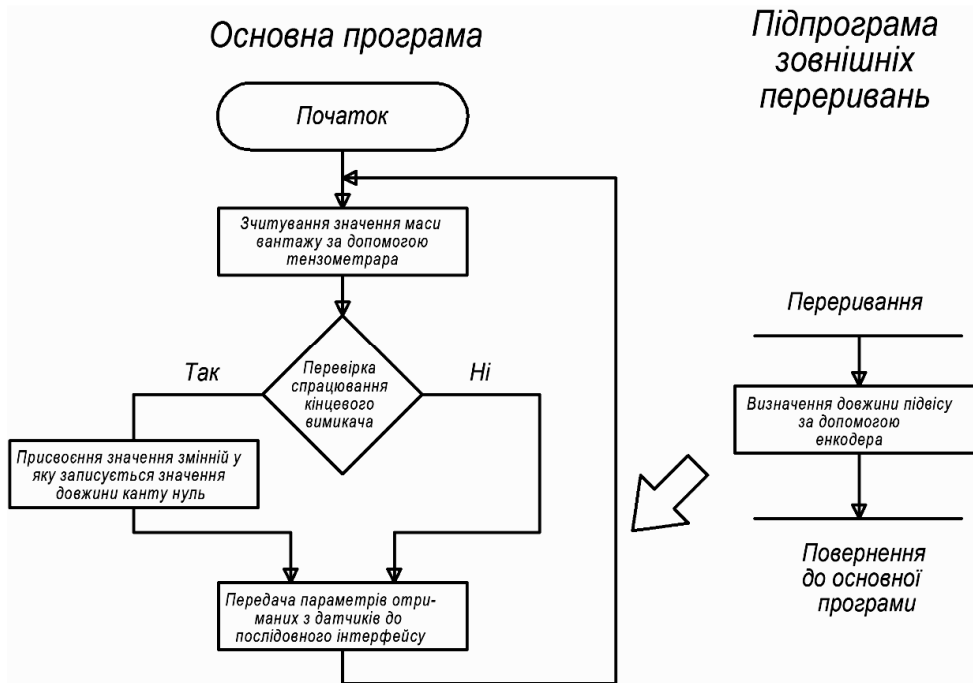 Основна програма
Початок
Зчитування значення маси
вантажу за допомогою
тензометрара
Перевірка
спрацювання
кінцевого
вимикача
Так
Ні
Присвоєння значення змінній у
яку записується значення
довжини канту нуль
Передача параметрів отри-
маних з датчиків до
послідовного інтерфейсу
Підпрограма
зовнішніх
переривань
Переривання
Визначення довжини підвісу
за допомогою
енкодера
Повернення
до основної
програми